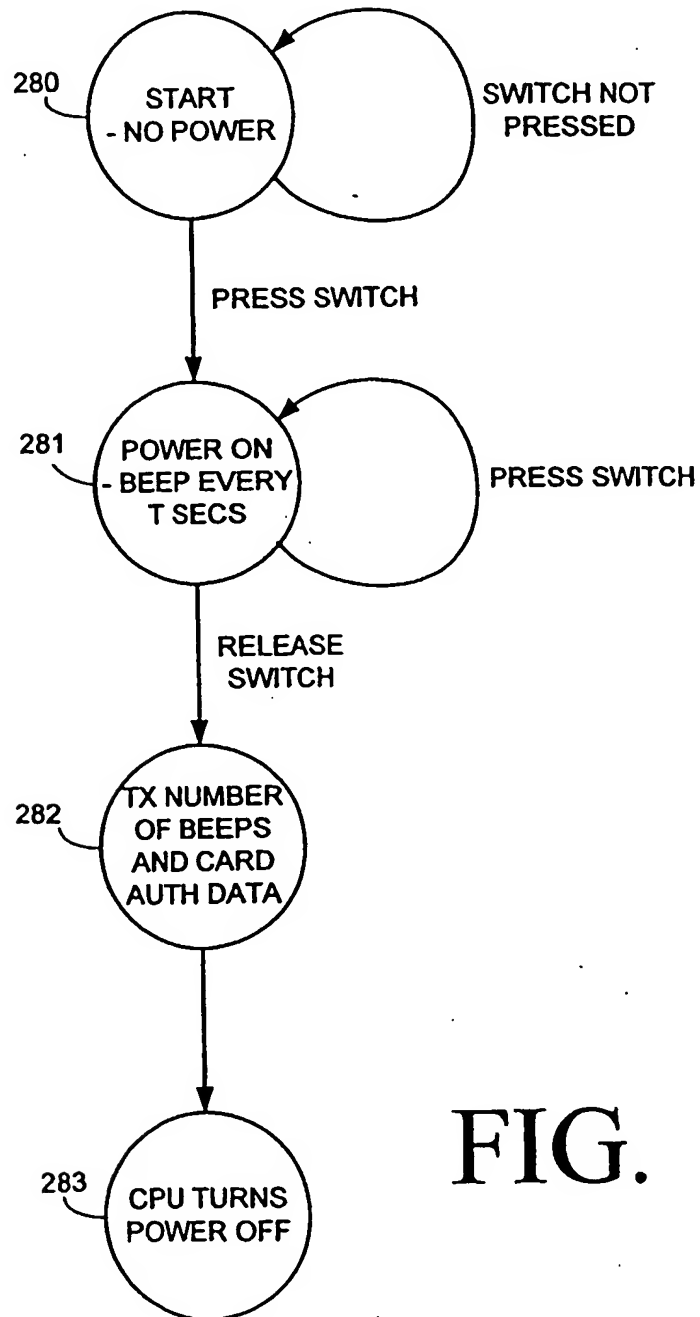 280
START
- NO POWER
SWITCH NOT
PRESSED
PRESS SWITCH
281
POWER ON
- BEEP EVERY
T SECS
PRESS SWITCH
RELEASE
SWITCH
282
TX NUMBER
OF BEEPS
AND CARD
AUTH DATA
283
CPU TURNS
POWER OFF
FIG.